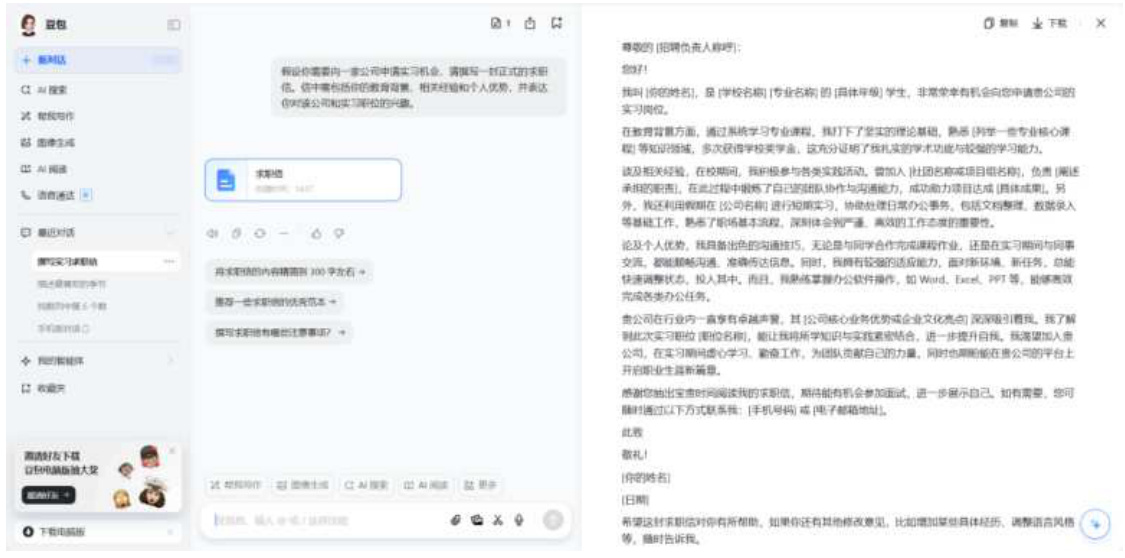 豆包
1
复制
下载
新对话
AI 搜索
帮我写作
图像生成
AI 阅读
语音通话
最近对话
撰写实习求职信
我的智能体
收藏夹
邀请好友下载
豆包电脑版抽大奖
下载电脑版
假设你需要向一家公司申请实习机会，请撰写一封正式的求职
信。信中需包括你的教育背景、相关经验和个人优势，并表达
你对该公司和实习职位的兴趣。
求职信
将求职信的内容精简到 300 字左右 →
推荐一些求职信的优秀范本 →
撰写求职信有哪些注意事项？ →
帮我写作
图像生成
AI 搜索
AI 阅读
更多
尊敬的 [招聘负责人称呼]：
您好！
我叫 [你的姓名]，是 [学校名称] [专业名称] 的 [具体年级] 学生，非常荣幸有机会向您申请贵公司的
实习岗位。
在教育背景方面，通过系统学习专业课程，我打下了坚实的理论基础，熟悉 [列举一些专业核心课
程] 等知识领域，多次获得学校奖学金，这充分证明了我扎实的学术功底与较强的学习能力。
谈及相关经验，在校期间，我积极参与各类实践活动。曾加入 [社团名称或项目组名称]，负责 [阐述
承担的职责]，在此过程中锻炼了自己的团队协作与沟通能力，成功助力项目达成 [具体成果]。另
外，我还利用假期在 [公司名称] 进行短期实习，协助处理日常办公事务，包括文档整理、数据录入
等基础工作，熟悉了职场基本流程，深刻体会到严谨、高效的工作态度的重要性。
论及个人优势，我具备出色的沟通技巧，无论是与同学合作完成课程作业，还是在实习期间与同事
交流，都能顺畅沟通、准确传达信息。同时，我拥有较强的适应能力，面对新环境、新任务，总能
快速调整状态，投入其中。而且，我熟练掌握办公软件操作，如 Word、Excel、PPT 等，能够高效
完成各类办公任务。
贵公司在行业内一直享有卓越声誉，其 [公司核心业务优势或企业文化亮点] 深深吸引着我。我了解
到此次实习职位 [职位名称]，能让我将所学知识与实践紧密结合，进一步提升自我。我渴望加入贵
公司，在实习期间虚心学习、勤奋工作，为团队贡献自己的力量，同时也期盼能在贵公司的平台上
开启职业生涯新篇章。
感谢您抽出宝贵时间阅读我的求职信，期待能有机会参加面试，进一步展示自己。如有需要，您可
随时通过以下方式联系我：[手机号码] 或 [电子邮箱地址]。
此致
敬礼！
[你的姓名]
[日期]
希望这封求职信对你有所帮助，如果你还有其他修改意见，比如增加某些具体经历、调整语言风格
等，随时告诉我。